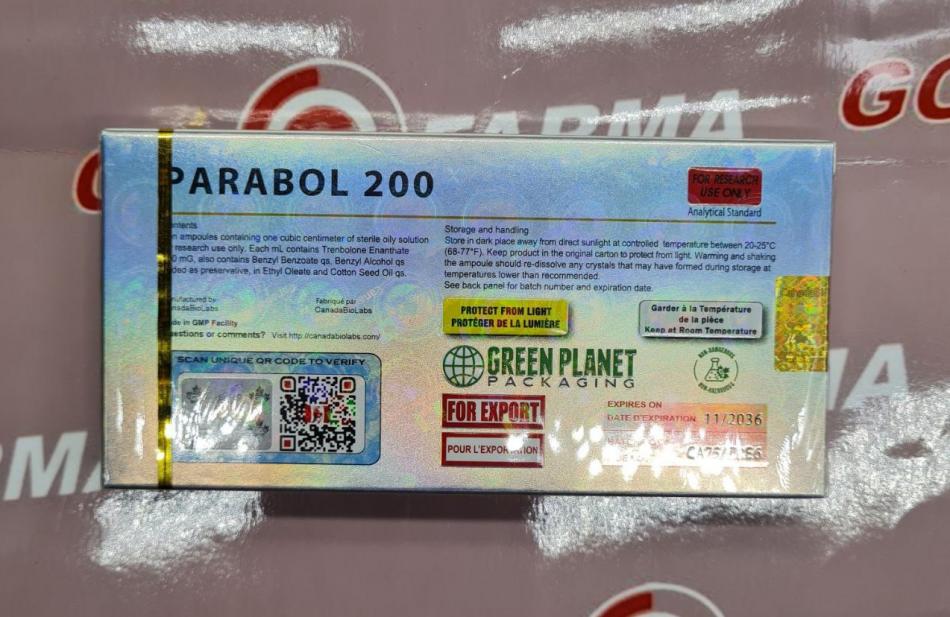 GO
FARMA
PARABOL 200
FOR RESEARCH
USE ONLY
Analytical Standard
ampoules containing one cubic centimeter of sterile oily solution
research use only. Each mL contains Trenbolone Enanthate
mG, also contains Benzyl Benzoate qs, Benzyl Alcohol qs
as preservative, in Ethyl Oleate and Cotton Seed Oil qs.
Storage and handling
Store in dark place away from direct sunlight at controlled temperature between 20-25°C
(68-77°F). Keep product in the original carton to protect from light. Warming and shaking
the ampoule should re-dissolve any crystals that may have formed during storage at
temperatures lower than recommended.
See back panel for batch number and expiration date.
by
Fabriqué par
CanadaBioLabs
in GMP Facility
or comments? Visit http://canadabiolabs.com/
PROTECT FROM LIGHT
PROTÉGER DE LA LUMIÈRE
Garder à la Température
de la pièce
Keep at Room Temperature
SCAN UNIQUE QR CODE TO VERIFY
GREEN PLANET
PACKAGING
NON-DANGEROUS
NON-HAZARDOUS
FOR EXPORT
POUR L'EXPORTATION
EXPIRES ON
DATE D'EXPIRATION 11/2036